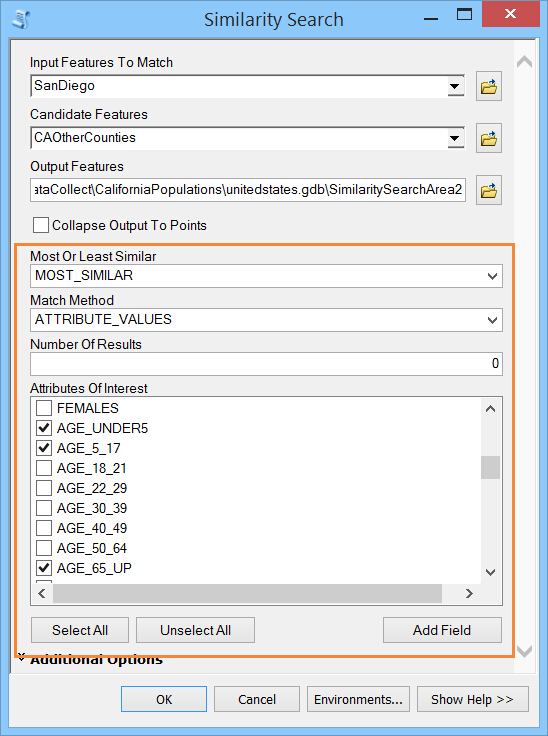 Similarity Search
Input Features To Match
SanDiego
Candidate Features
CAOtherCounties
Output Features
ataCollect\CaliforniaPopulations\unitedstates.gdb\SimilaritySearchArea2
Collapse Output To Points
Most Or Least Similar
MOST_SIMILAR
Match Method
ATTRIBUTE_VALUES
Number Of Results
0
Attributes Of Interest
FEMALES
AGE_UNDER5
AGE_5_17
AGE_18_21
AGE_22_29
AGE_30_39
AGE_40_49
AGE_50_64
AGE_65_UP
Select All Unselect All Add Field
Additional Options
OK Cancel Environments... Show Help >>